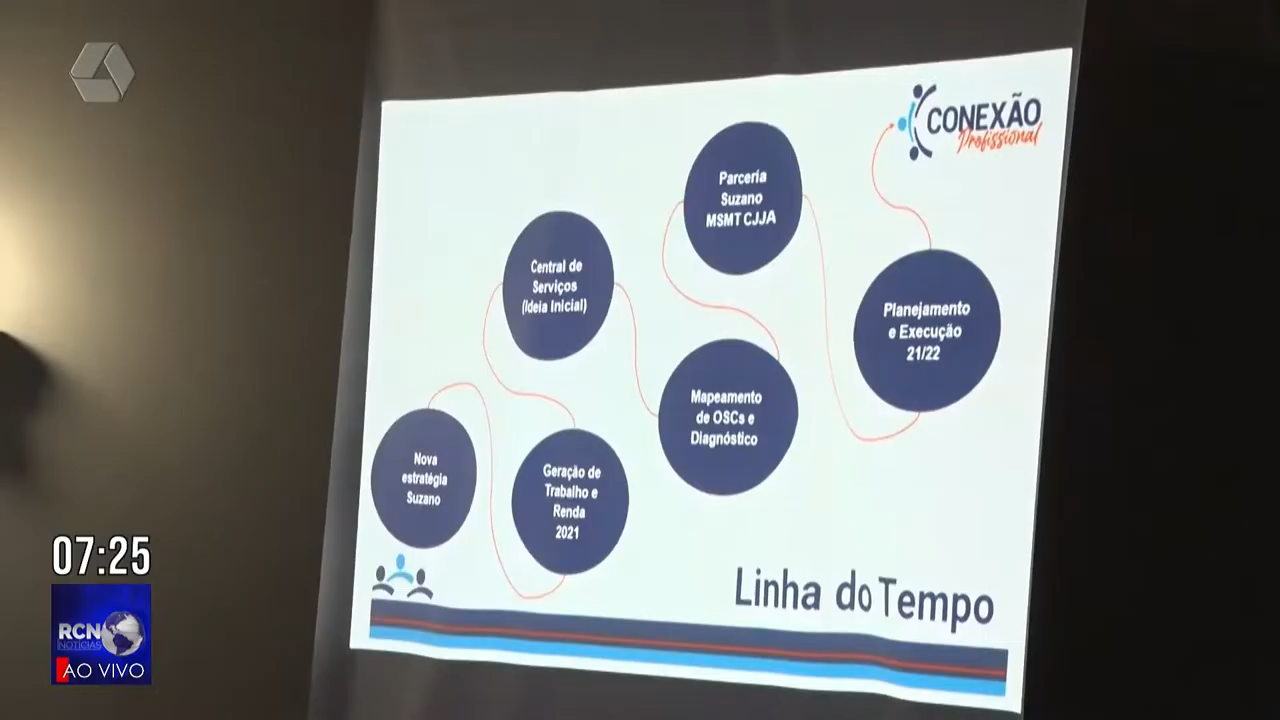 CONEXÃO
Profissional
Parceria
Suzano
MSMT CJJA
Central de
Serviços
(Ideia Inicial)
Planejamento
e Execução
21/22
Mapeamento
de OSCs e
Diagnóstico
Nova
estratégia
Suzano
Geração de
Trabalho e
Renda
2021
Linha do Tempo
07:25
RCN
NOTÍCIAS
AO VIVO